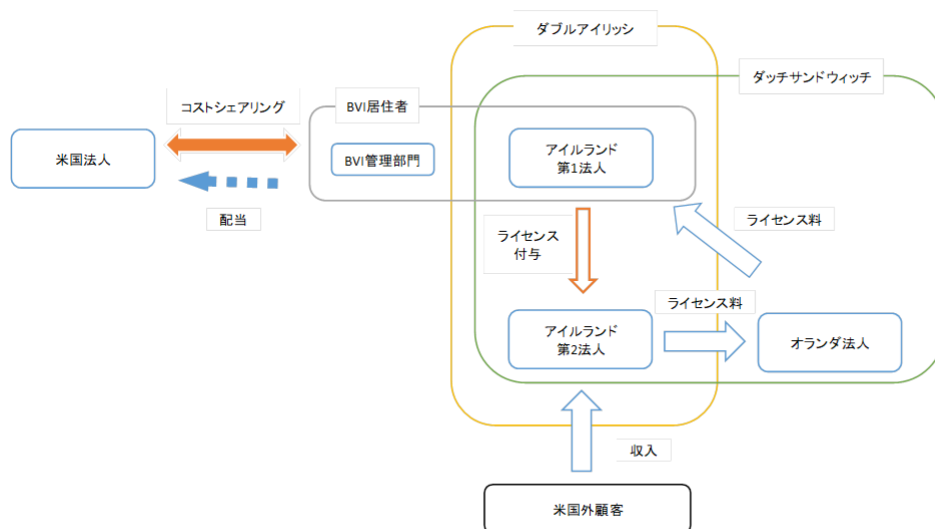 ダブルアイリッシ
ダッチサンドウィッチ
コストシェアリング
BVI居住者
米国法人
BVI管理部門
アイルランド
第1法人
配当
ライセンス
付与
ライセンス料
ライセンス料
アイルランド
第2法人
オランダ法人
収入
米国外顧客